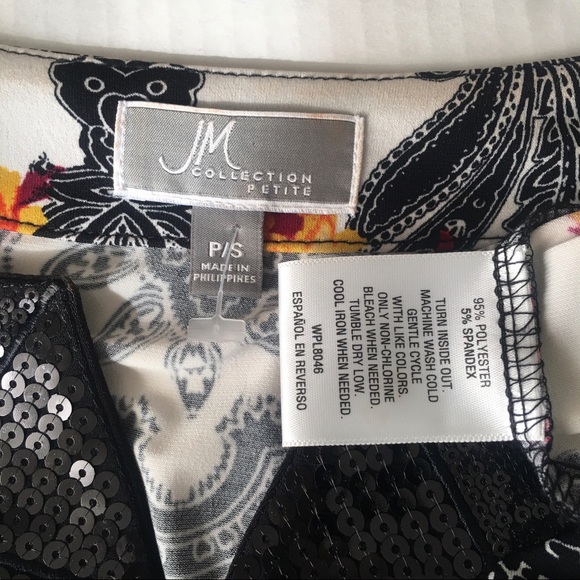 JM
COLLECTION
PETITE
P/S
MADE IN
PHILIPPINES
95% POLYESTER
5% SPANDEX
TURN INSIDE OUT.
MACHINE WASH COLD
GENTLE CYCLE
WITH LIKE COLORS.
ONLY NON-CHLORINE
BLEACH WHEN NEEDED.
TUMBLE DRY LOW.
COOL IRON WHEN NEEDED.
WPL8046
ESPAÑOL EN REVERSO